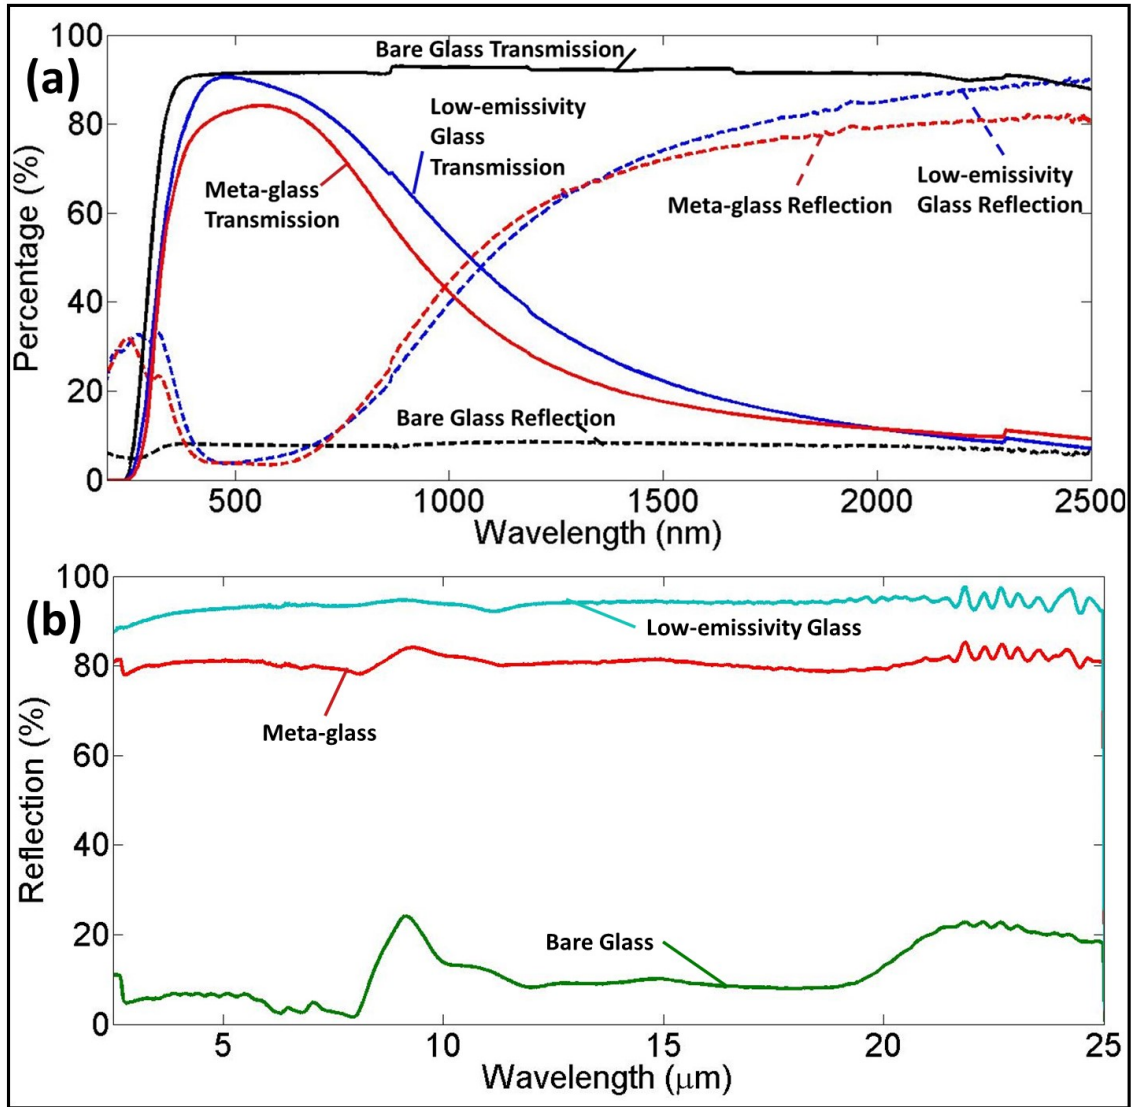 (a)
Percentage (%)
100
80
60
40
20
0
Bare Glass Transmission
Low-emissivity
Glass
Transmission
Meta-glass
Transmission
Meta-glass Reflection
Low-emissivity
Glass Reflection
Bare Glass Reflection
500 1000 1500 2000 2500
Wavelength (nm)
(b)
Reflection (%)
100
80
60
40
20
0
Low-emissivity Glass
Meta-glass
Bare Glass
5 10 15 20 25
Wavelength (μm)